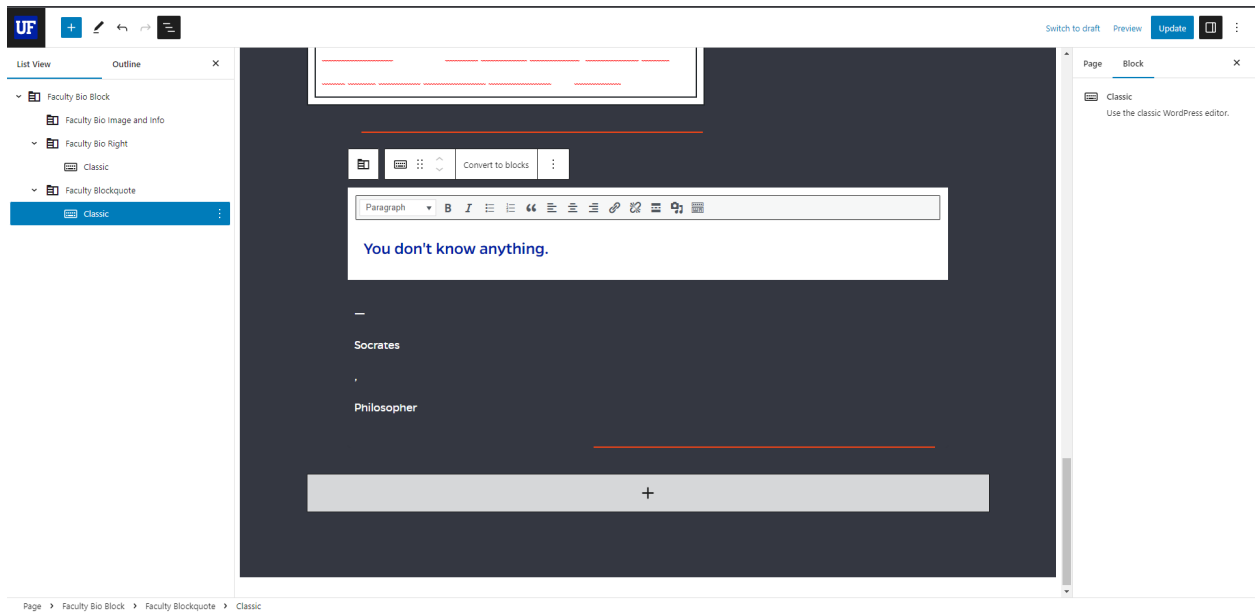 UF
Switch to draft Preview Update
List View Outline
Page Block
Faculty Bio Block
Faculty Bio Image and Info
Faculty Bio Right
Classic
Faculty Blockquote
Classic
Classic
Use the classic WordPress editor.
Convert to blocks
Paragraph
You don't know anything.
—
Socrates
,
Philosopher
Page > Faculty Bio Block > Faculty Blockquote > Classic